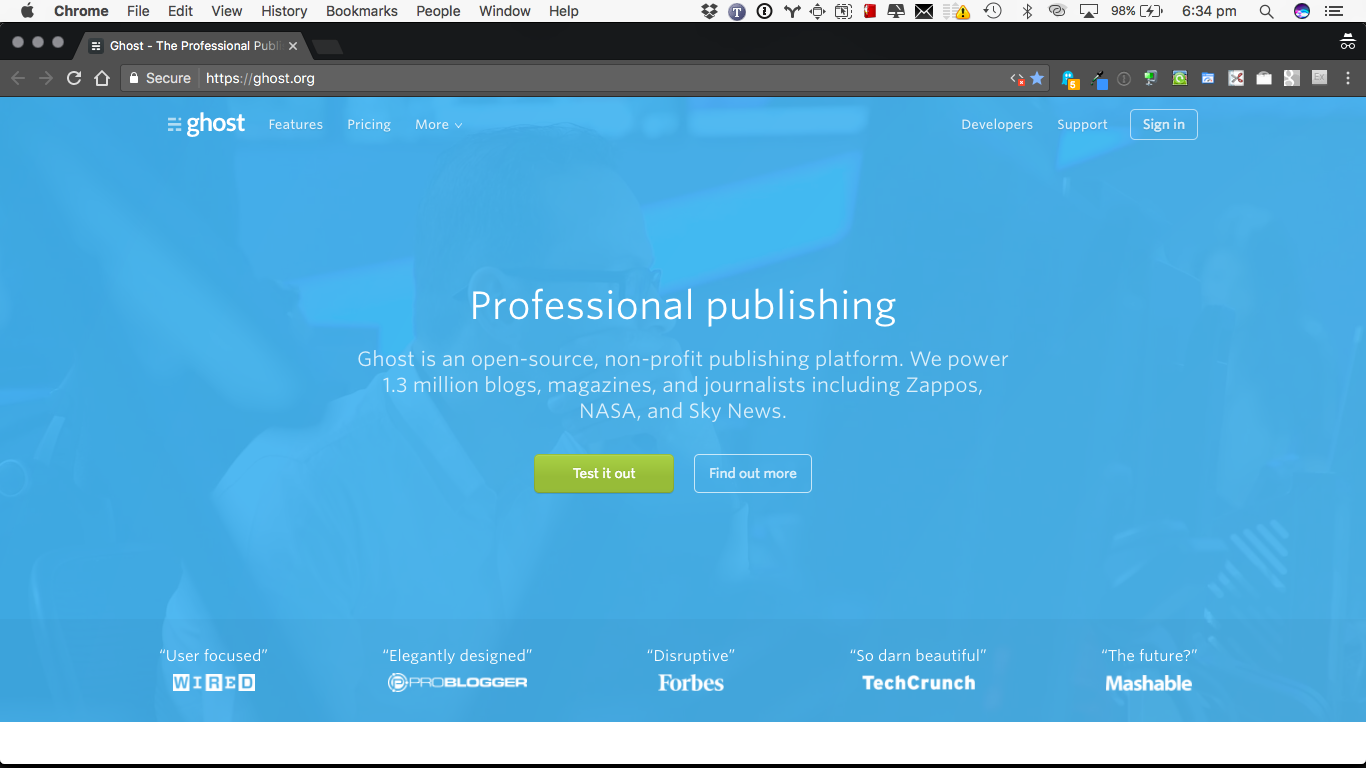 Chrome File Edit View History Bookmarks People Window Help 98% 6:34 pm
Ghost - The Professional Publi
Secure https://ghost.org
ghost Features Pricing More Developers Support Sign in
Professional publishing
Ghost is an open-source, non-profit publishing platform. We power
1.3 million blogs, magazines, and journalists including Zappos,
NASA, and Sky News.
Test it out Find out more
“User focused” “Elegantly designed” “Disruptive” “So darn beautiful” “The future?”
WIRED PROBLOGGER Forbes TechCrunch Mashable